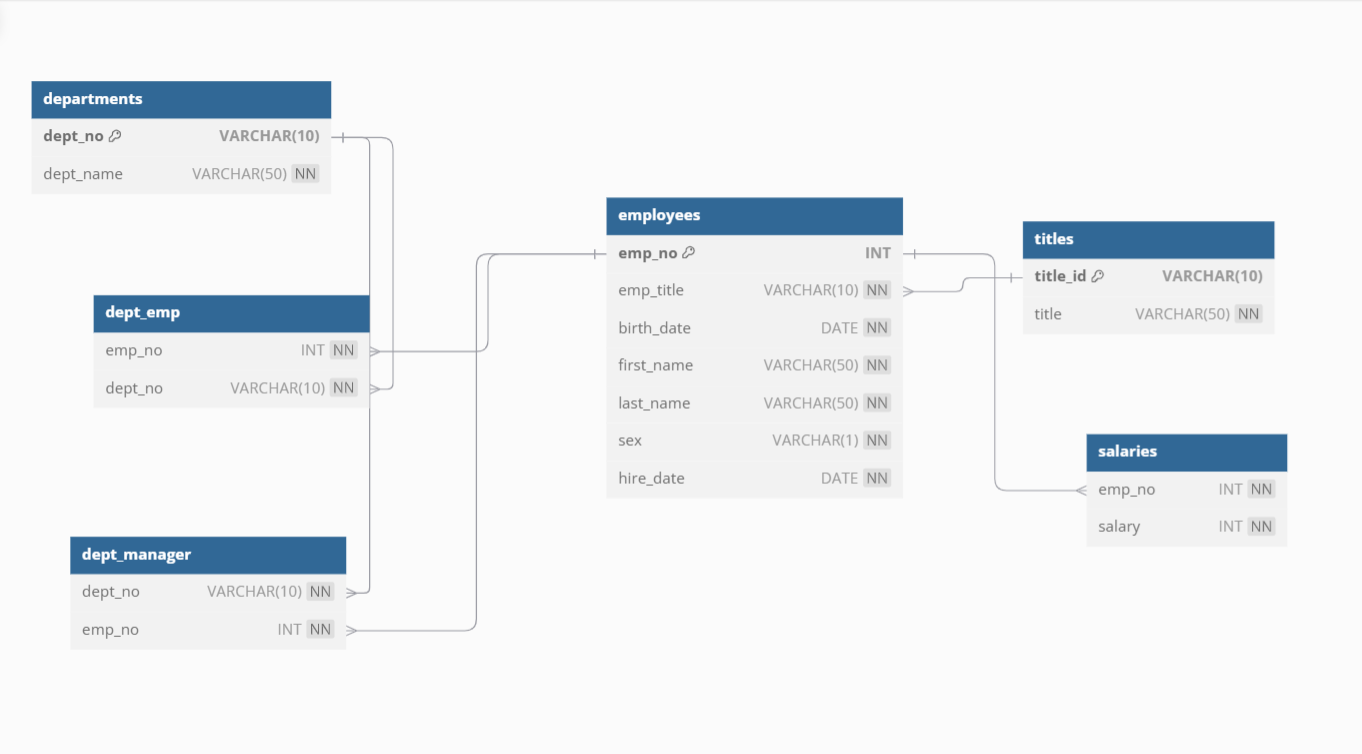 departments
dept_no VARCHAR(10)
dept_name VARCHAR(50) NN
employees
emp_no INT
emp_title VARCHAR(10) NN
birth_date DATE NN
first_name VARCHAR(50) NN
last_name VARCHAR(50) NN
sex VARCHAR(1) NN
hire_date DATE NN
titles
title_id VARCHAR(10)
title VARCHAR(50) NN
dept_emp
emp_no INT NN
dept_no VARCHAR(10) NN
salaries
emp_no INT NN
salary INT NN
dept_manager
dept_no VARCHAR(10) NN
emp_no INT NN